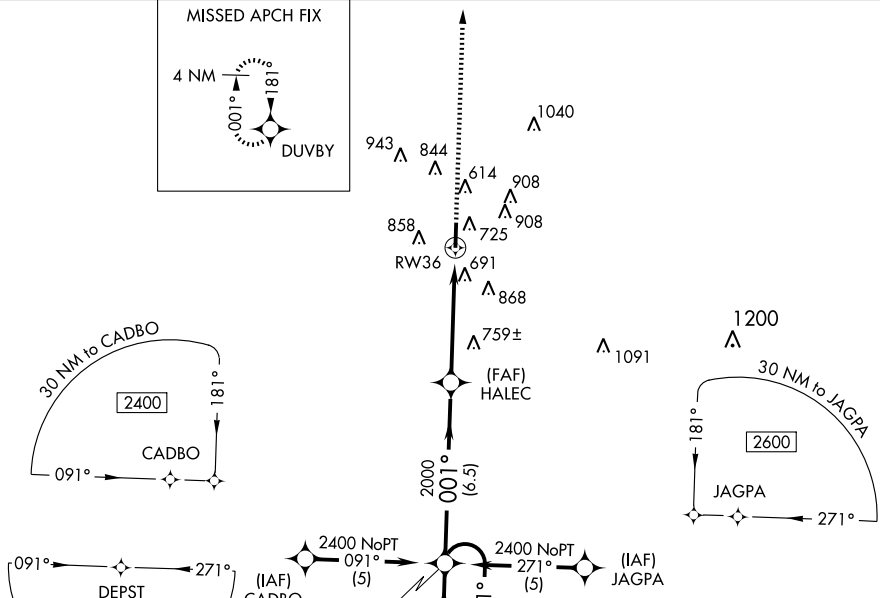 MISSED APCH FIX
4 NM
181°
001°
DUVBY
1040
943
844
614
908
908
858
725
RW36
691
868
759±
1091
1200
(FAF)
HALEC
30 NM to CADBO
2400
181°
CADBO
091°
30 NM to JAGPA
2600
181°
JAGPA
271°
2000
001°
(6.5)
2400 NoPT
091°
(5)
2400 NoPT
271°
(5)
(IAF)
JAGPA
(IAF)
CADBO
091°
271°
DEPST